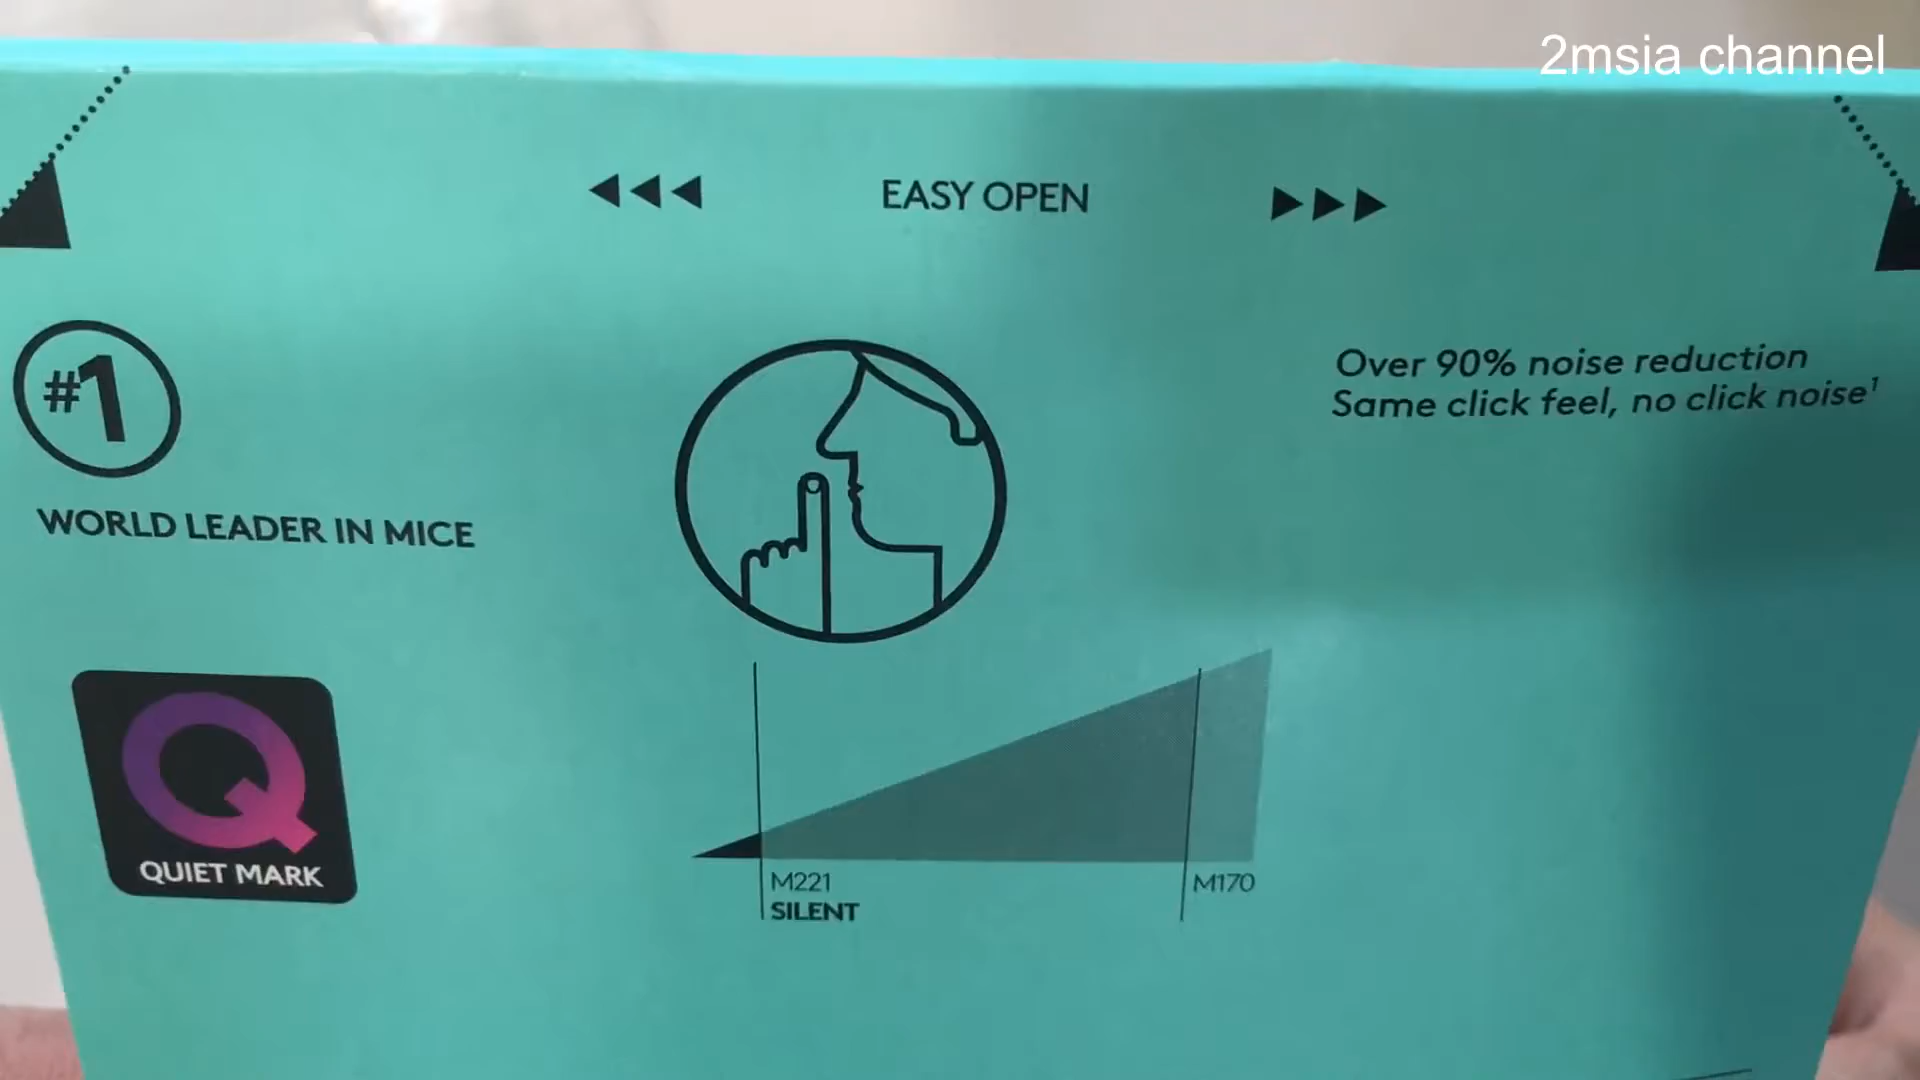 2msia channel
EASY OPEN
#1
WORLD LEADER IN MICE
Over 90% noise reduction
Same click feel, no click noise¹
QUIET MARK
M221
SILENT
M170